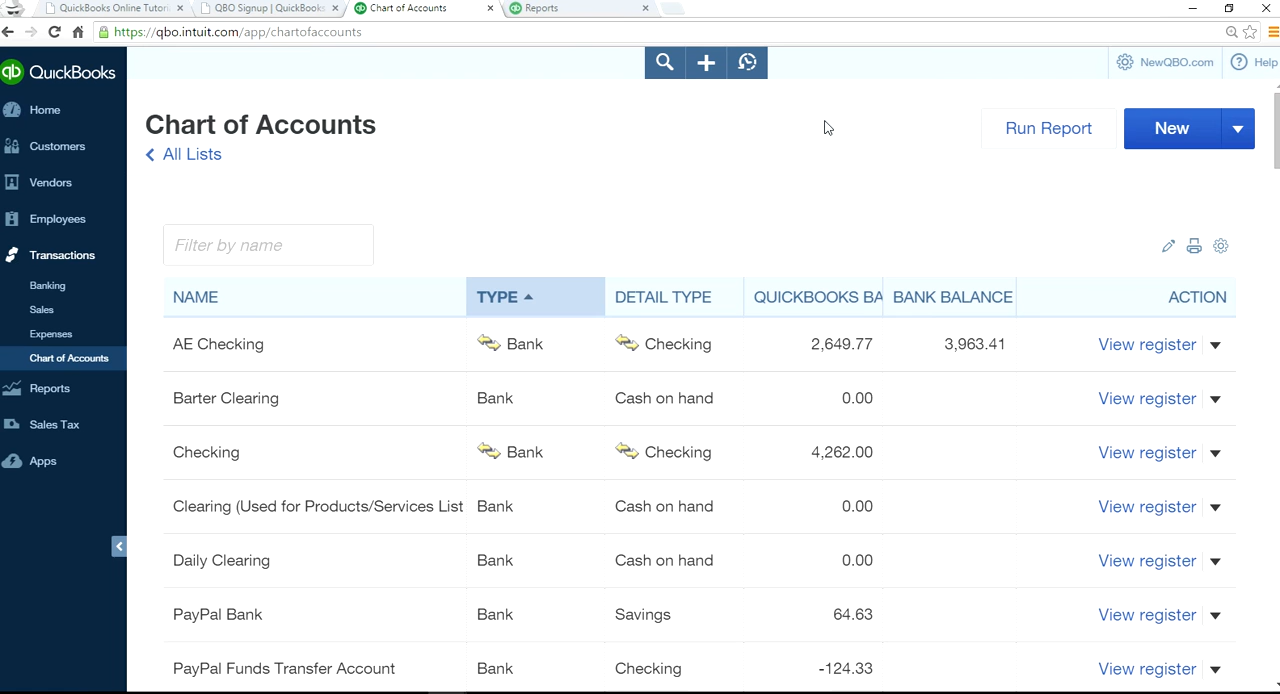 QuickBooks Online Tutori
QBO Signup | QuickBooks
Chart of Accounts
Reports
https://qbo.intuit.com/app/chartofaccounts
qb QuickBooks
NewQBO.com
Help
Home
Customers
Vendors
Employees
Transactions
Banking
Sales
Expenses
Chart of Accounts
Reports
Sales Tax
Apps
Chart of Accounts
All Lists
Run Report
New
Filter by name
NAME TYPE DETAIL TYPE QUICKBOOKS BA BANK BALANCE ACTION
AE Checking Bank Checking 2,649.77 3,963.41 View register
Barter Clearing Bank Cash on hand 0.00 View register
Checking Bank Checking 4,262.00 View register
Clearing (Used for Products/Services List Bank Cash on hand 0.00 View register
Daily Clearing Bank Cash on hand 0.00 View register
PayPal Bank Bank Savings 64.63 View register
PayPal Funds Transfer Account Bank Checking -124.33 View register